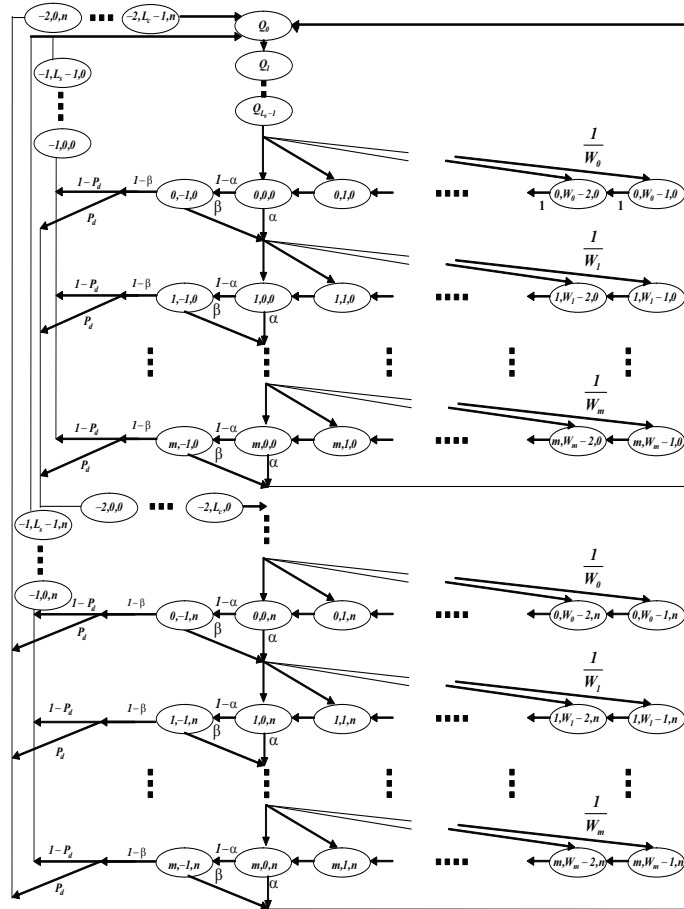 −2,0,n −2,L_c−1,n Q_0
−1,L_s−1,0 Q_1
Q_{L_0−1}
−1,0,0
1/W_0
1−P_d 1−β 0,−1,0 1−α 0,0,0 0,1,0 0,W_0−2,0 0,W_0−1,0
P_d β α 1 1
1/W_1
1−P_d 1−β 1,−1,0 1−α 1,0,0 1,1,0 1,W_1−2,0 1,W_1−1,0
P_d β α
1/W_m
1−P_d 1−β m,−1,0 1−α m,0,0 m,1,0 m,W_m−2,0 m,W_m−1,0
P_d β α
−2,0,0 −2,L_c,0
−1,L_s−1,n
−1,0,n
1/W_0
1−P_d 1−β 0,−1,n 1−α 0,0,n 0,1,n 0,W_0−2,n 0,W_0−1,n
P_d β α
1/W_1
1−P_d 1−β 1,−1,n 1−α 1,0,n 1,1,n 1,W_1−2,n 1,W_1−1,n
P_d β α
1/W_m
1−P_d 1−β m,−1,n 1−α m,0,n m,1,n m,W_m−2,n m,W_m−1,n
P_d β α